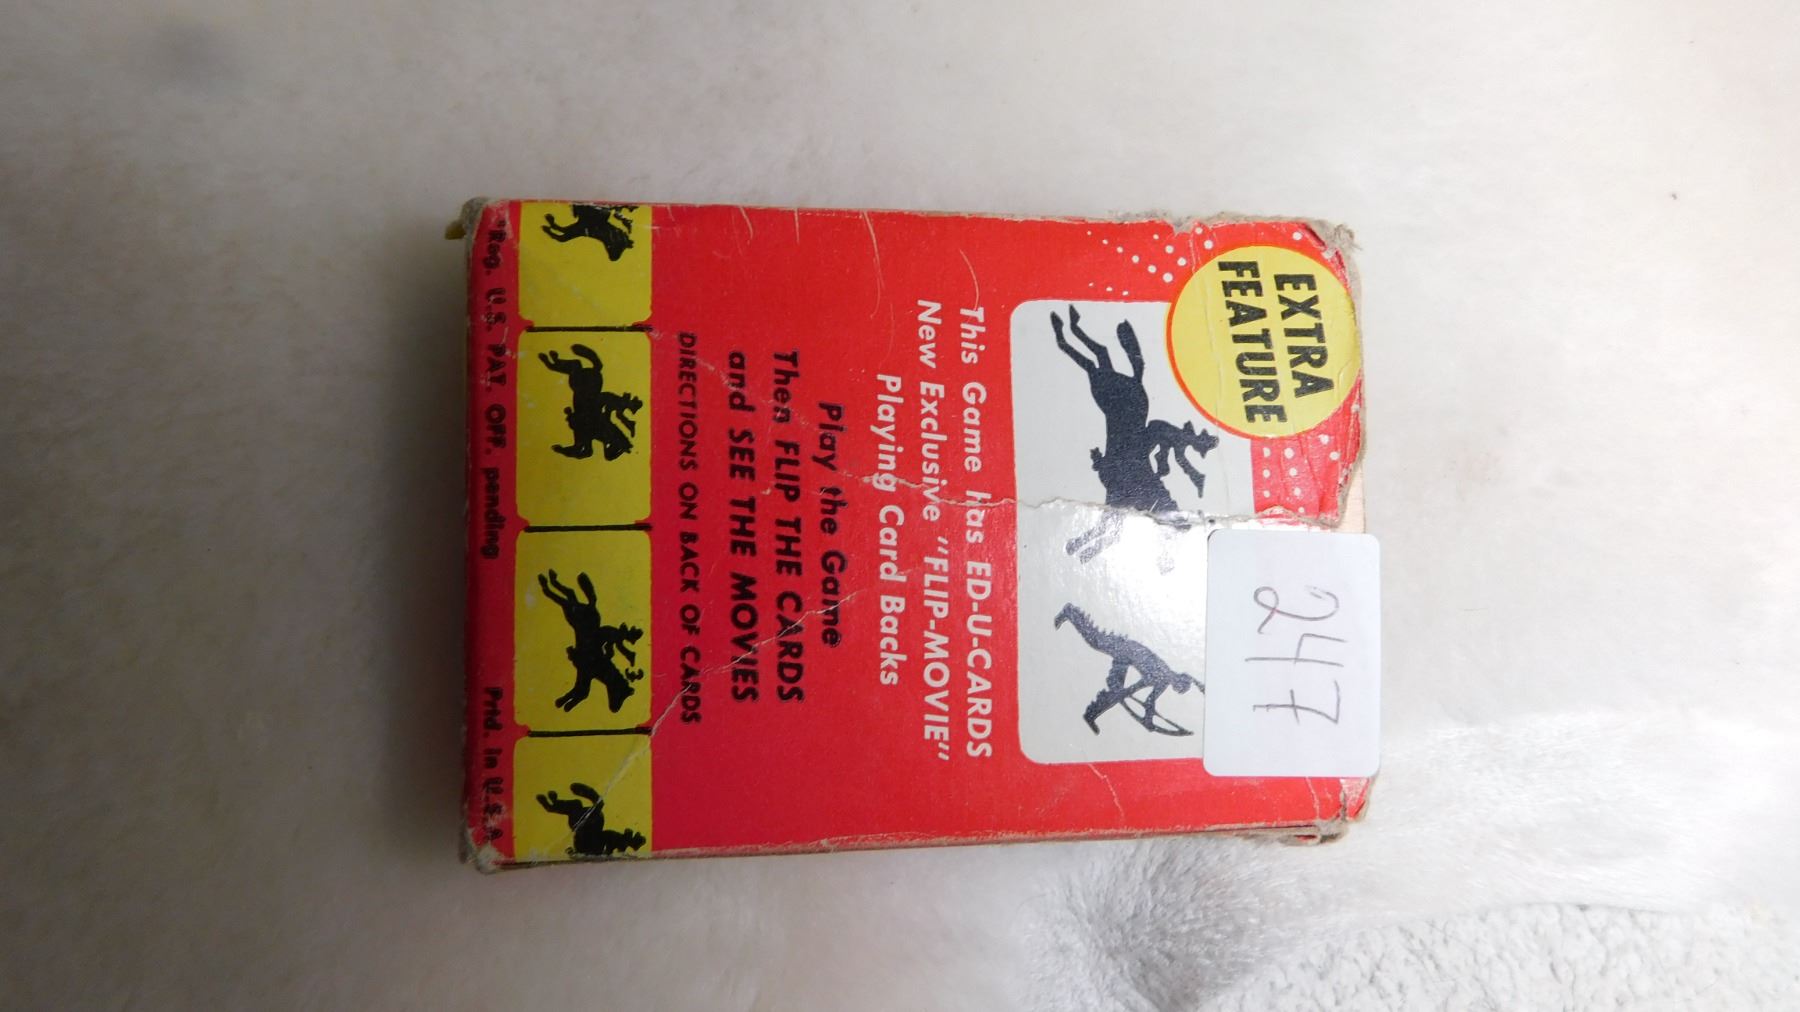 EXTRA
FEATURE
247
This Game has ED-U-CARDS
New Exclusive "FLIP-MOVIE"
Playing Card Backs
Play the Game
Then FLIP THE CARDS
and SEE THE MOVIES
DIRECTIONS ON BACK OF CARDS
*Reg. U.S. PAT. OFF. pending
Prtd. in U.S.A.